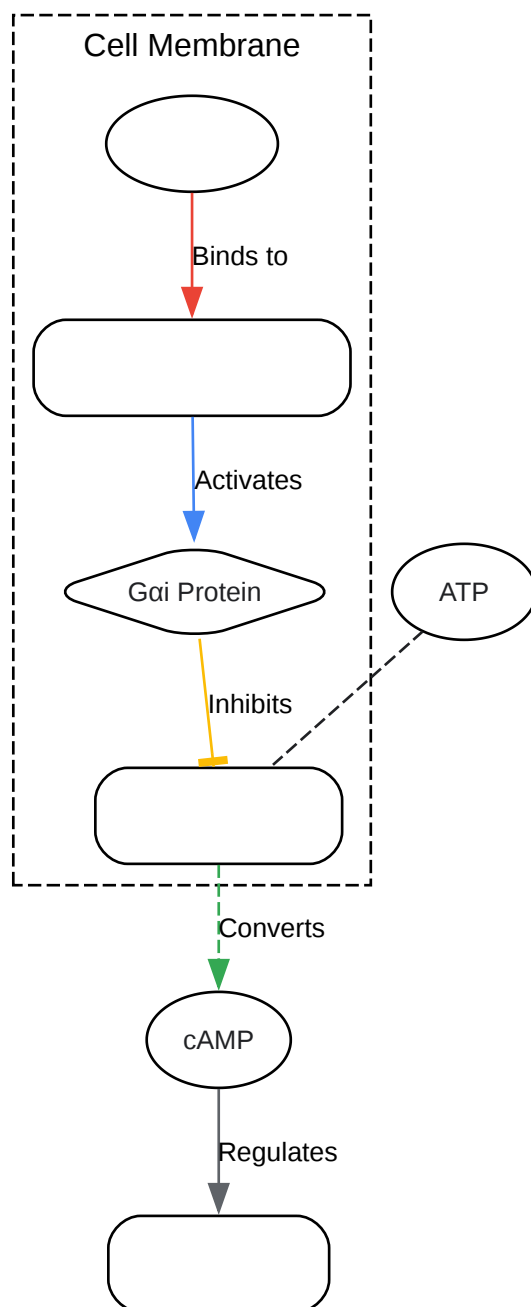 Cell Membrane
Binds to
Activates
Gαi Protein
ATP
Inhibits
Converts
cAMP
Regulates